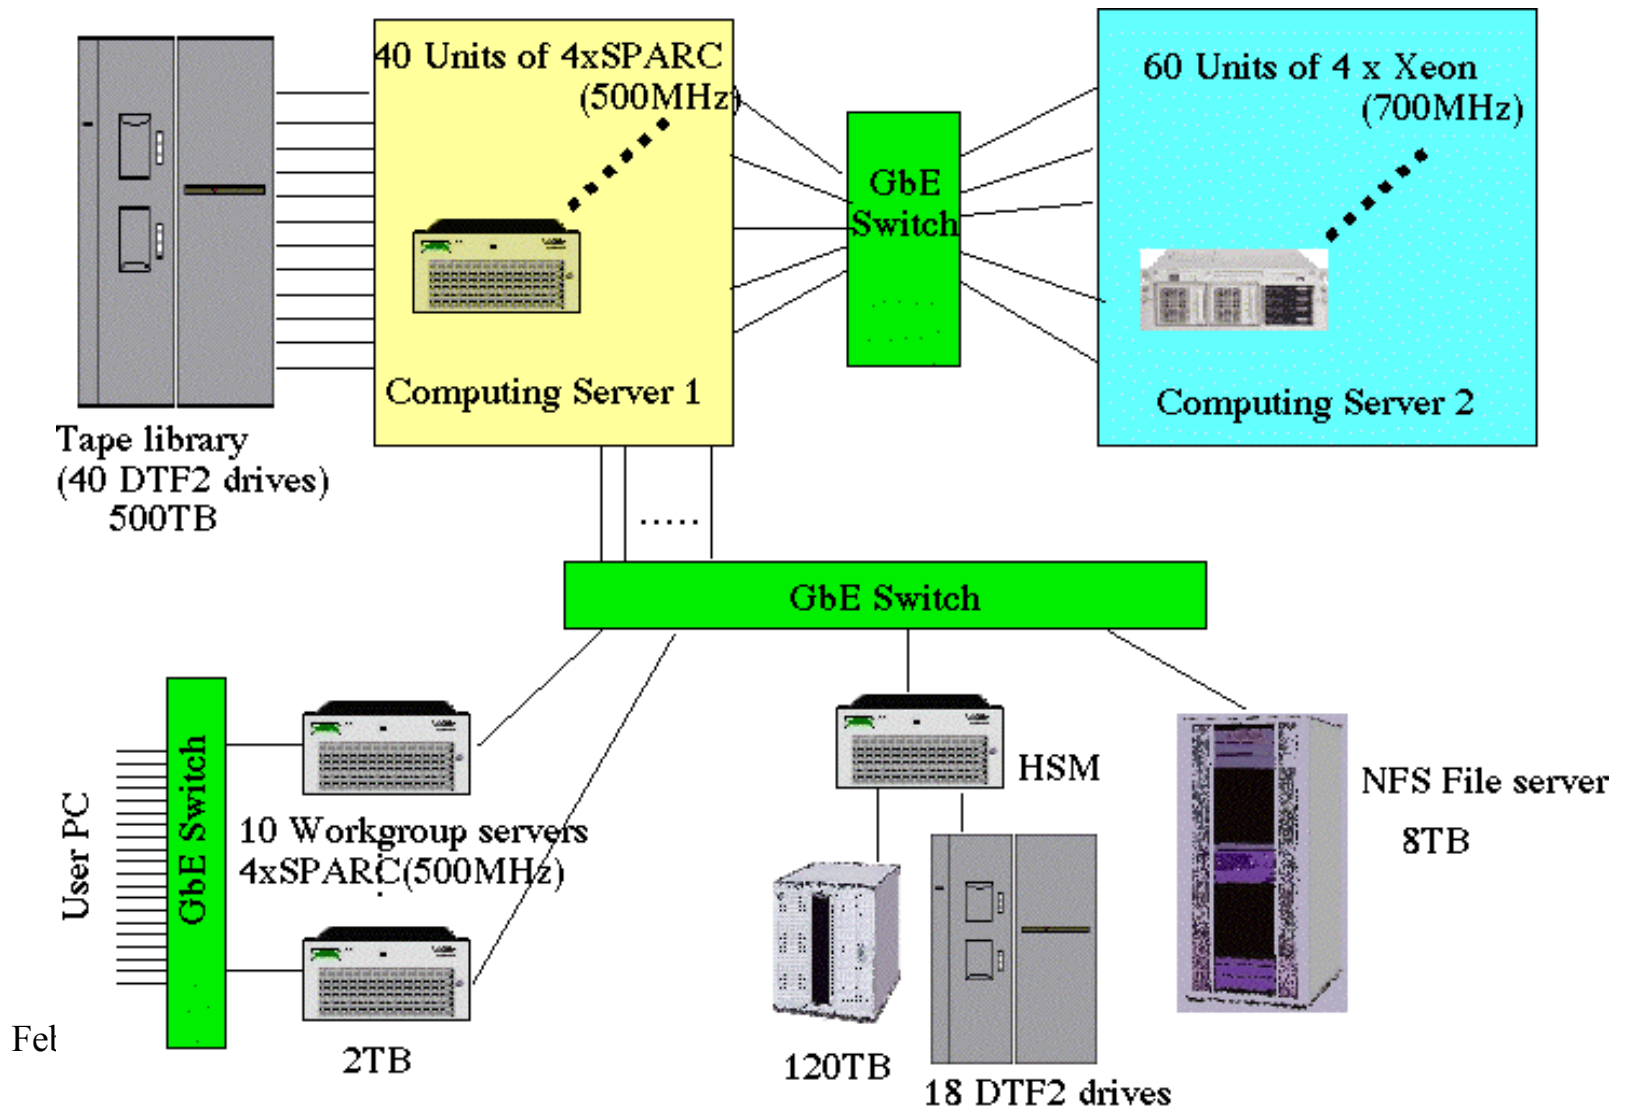 40 Units of 4xSPARC
(500MHz)
60 Units of 4 x Xeon
(700MHz)
GbE
Switch
Computing Server 1
Computing Server 2
Tape library
(40 DTF2 drives)
500TB
.....
GbE Switch
User PC
GbE Switch
10 Workgroup servers
4xSPARC(500MHz)
2TB
HSM
120TB
18 DTF2 drives
NFS File server
8TB